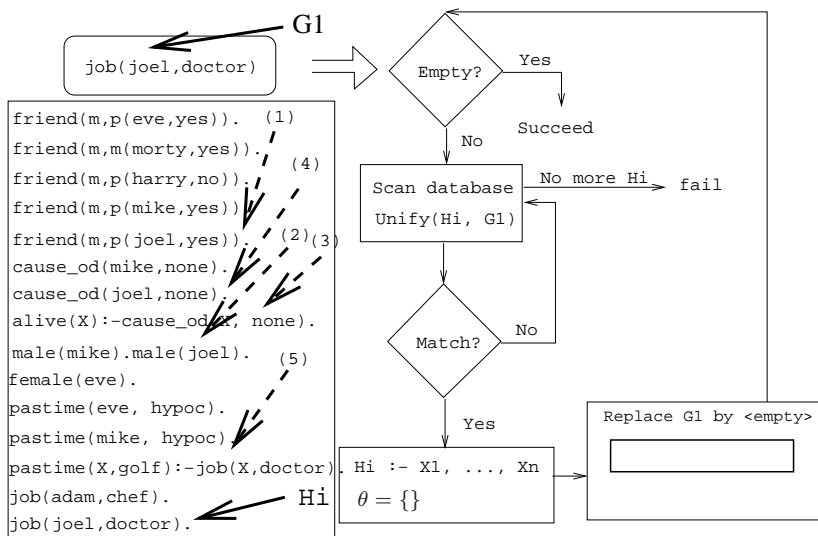 G1
job(joel,doctor)
friend(m,p(eve,yes)). (1)
friend(m,m(morty,yes)).
(4)
friend(m,p(harry,no)).
friend(m,p(mike,yes))
friend(m,p(joel,yes)). (2) (3)
cause_od(mike,none).
cause_od(joel,none).
alive(X):-cause_od(X, none).
male(mike).male(joel). (5)
female(eve).
pastime(eve, hypoc).
pastime(mike, hypoc).
pastime(X,golf):-job(X,doctor).
job(adam,chef).
job(joel,doctor).
Hi
Empty?
Yes
Succeed
No
Scan database
Unify(Hi, G1)
No more Hi
fail
Match?
No
Yes
Hi :- X1, ..., Xn
θ = {}
Replace G1 by <empty>